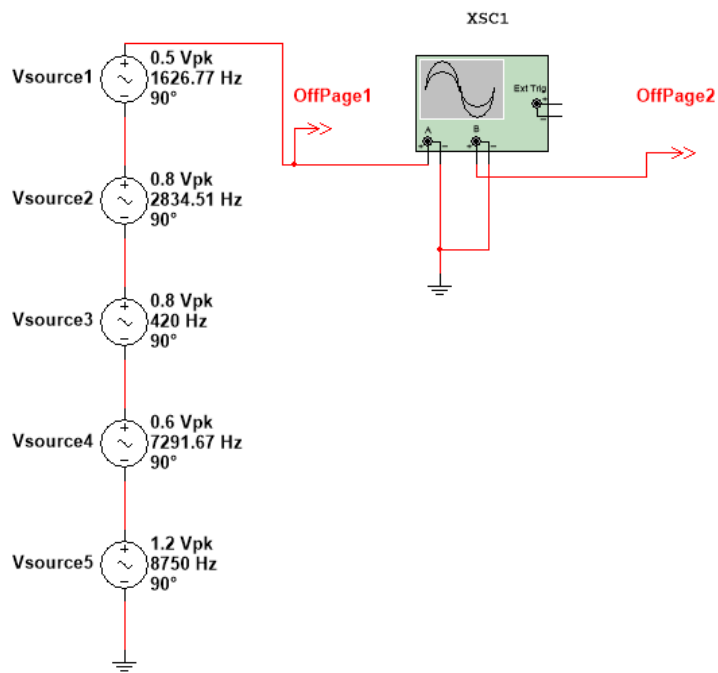 XSC1
Vsource1
0.5 Vpk
1626.77 Hz
90°
OffPage1
Ext Trig
+
−
A
B
+ − + −
OffPage2
Vsource2
+
0.8 Vpk
2834.51 Hz
90°
−
Vsource3
+
0.8 Vpk
420 Hz
90°
−
Vsource4
+
0.6 Vpk
7291.67 Hz
90°
−
Vsource5
+
1.2 Vpk
8750 Hz
90°
−